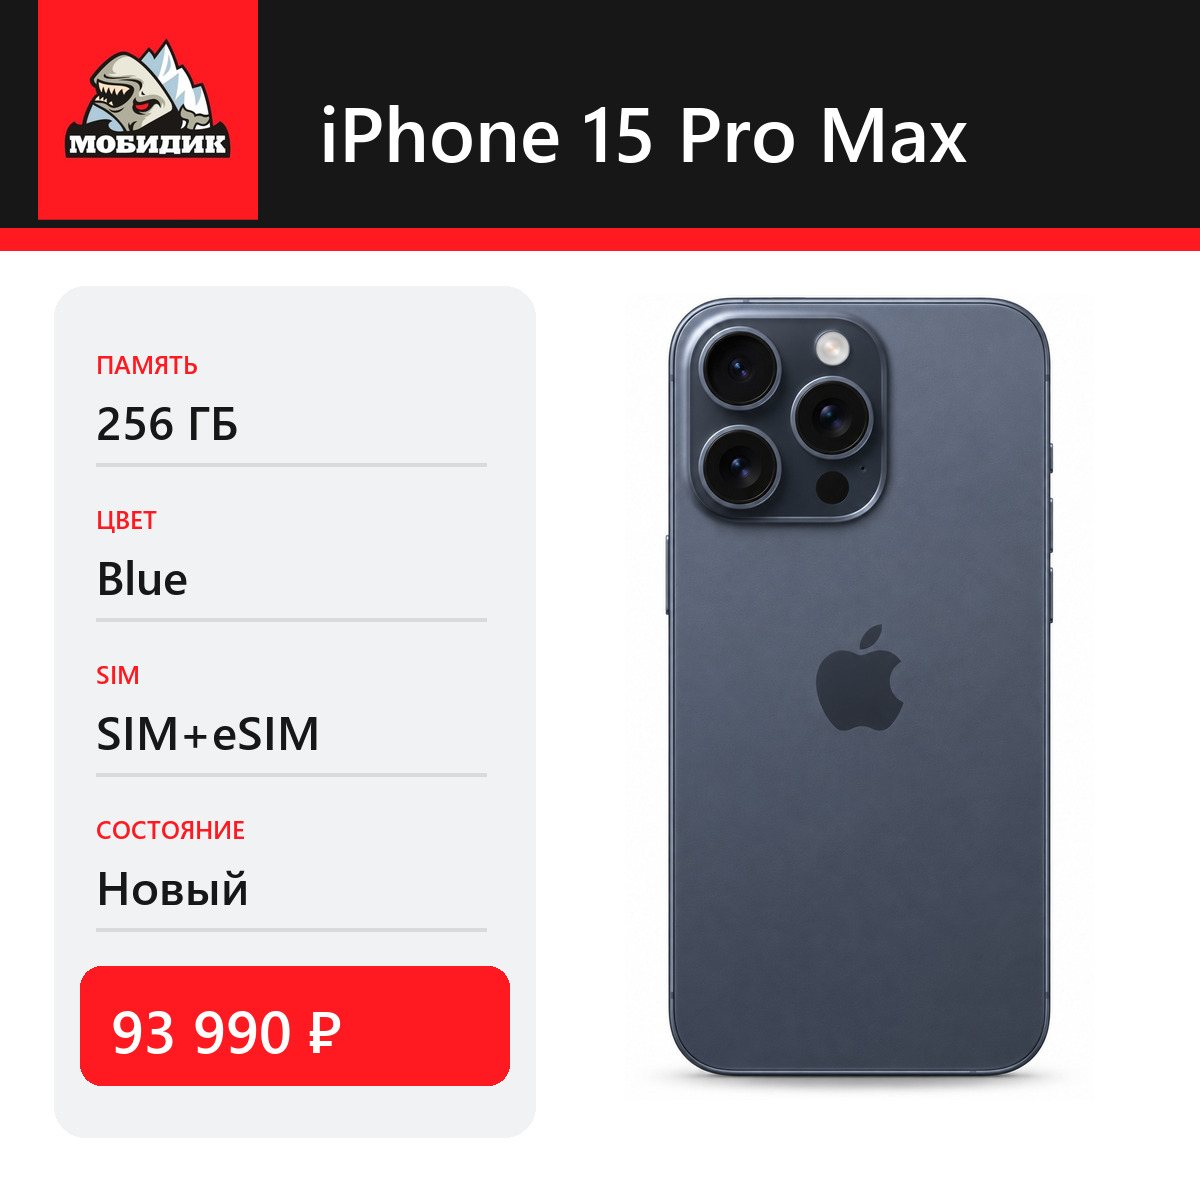 МОБИДИК
iPhone 15 Pro Max
ПАМЯТЬ
256 ГБ
ЦВЕТ
Blue
SIM
SIM+eSIM
СОСТОЯНИЕ
Новый
93 990 ₽